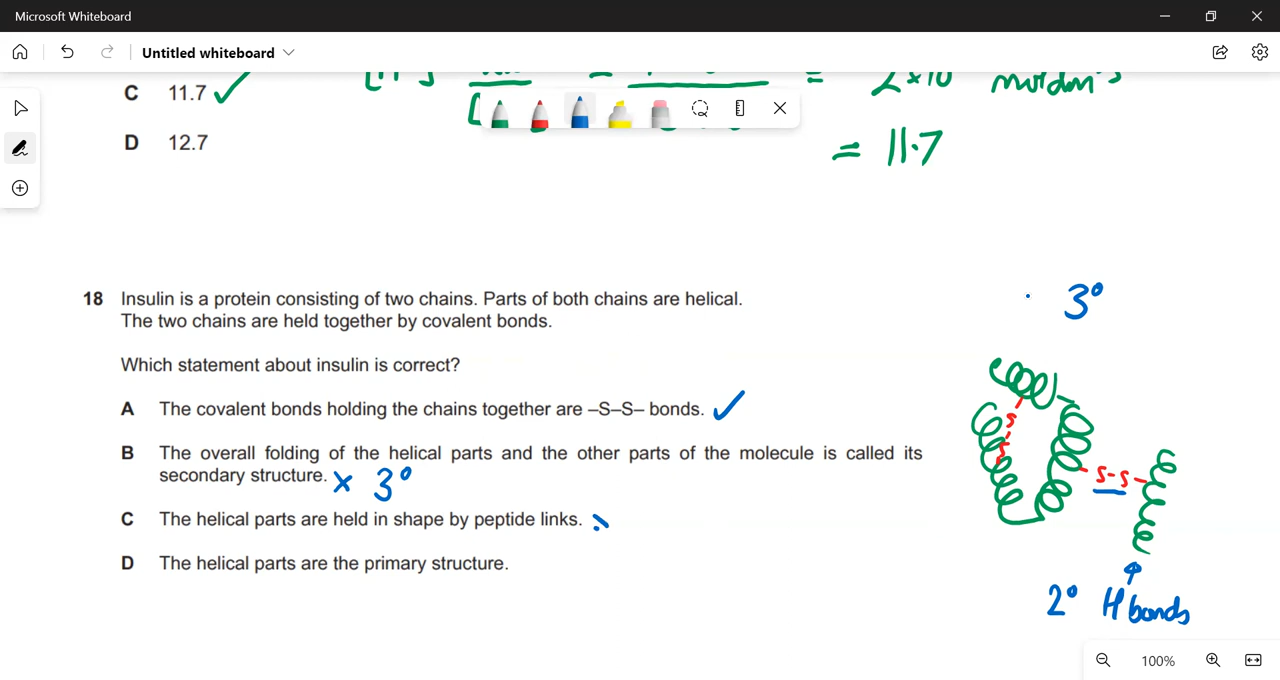 Microsoft Whiteboard
Untitled whiteboard
C 11.7 ✓
= 2 × 10 moldm
D 12.7
= 11.7
18 Insulin is a protein consisting of two chains. Parts of both chains are helical.
The two chains are held together by covalent bonds.
3°
Which statement about insulin is correct?
A The covalent bonds holding the chains together are –S–S– bonds. ✓
B The overall folding of the helical parts and the other parts of the molecule is called its
secondary structure. × 3°
C The helical parts are held in shape by peptide links.
D The helical parts are the primary structure.
S-S
S-S
2° H bonds
100%